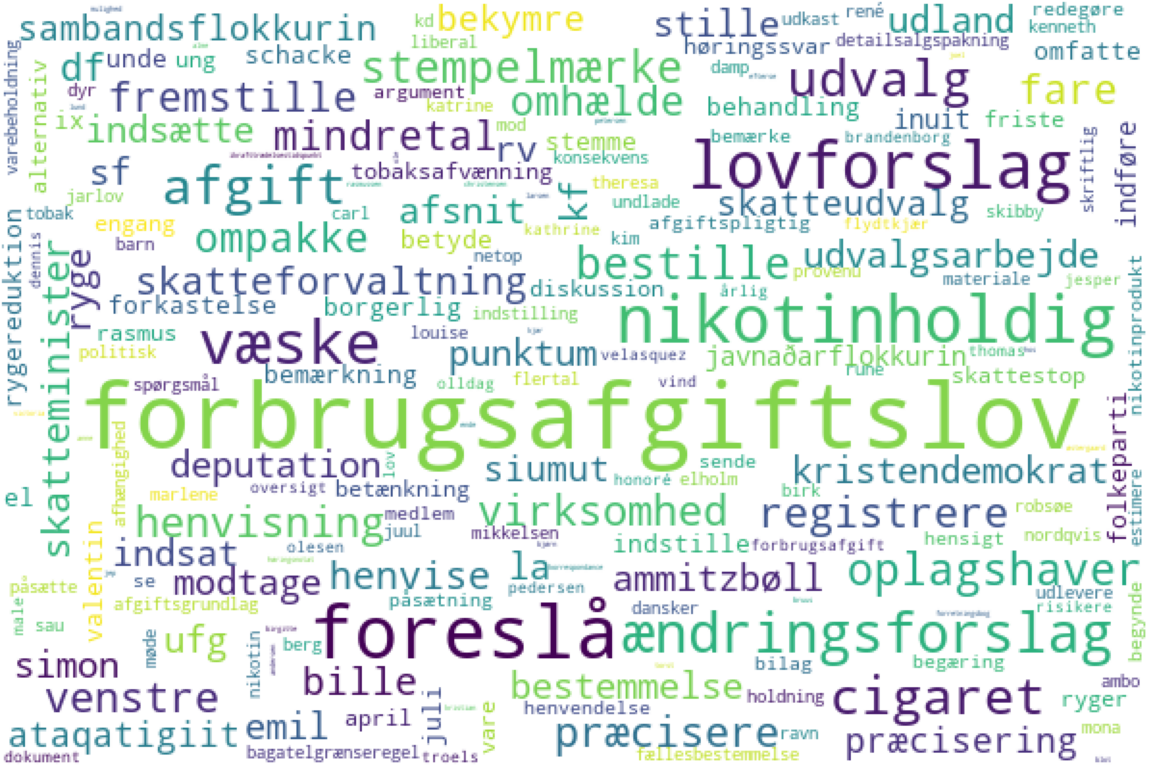 sambandsflokkurin
bekymre
stille
udkast
rené
udland
redegøre
kenneth
kd
liberal
høringssvar
detailsalgspakning
omfatte
varebeholdning
df
unde
ung
schacke
stempelmærke
damp
udvalg
fare
alternativ
dyr
fremstille
argument
katrine
omhælde
behandling
inuit
friste
ix
indsætte
mindretal
rv
mod
stemme
bemærke
brandenborg
skriftlig
indføre
sf
afgift
tobaksafvænning
konsekvens
theresa
lovforslag
jarlov
kf
undlade
skatteudvalg
skibby
tobak
engang
carl
afsnit
kathrine
afgiftspligtig
flydtkjær
rygereduktion
dennis
barn
ompakke
betyde
kim
netop
bestille
udvalgsarbejde
skatteminister
ryge
skatteforvaltning
diskussion
provenu
materiale
jesper
årlig
nikotinprodukt
forkastelse
borgerlig
indstilling
nikotinholdig
rasmus
væske
louise
politisk
punktum
velasquez
javnaðarflokkurin
thomas
rune
bemærkning
spørgsmål
olldag
flertal
vind
skattestop
forbrugsafgiftslov
folkeparti
afhængighed
deputation
lov
siumut
sende
kristendemokrat
el
marlene
oversigt
betænkning
honoré
elholm
birk
estimere
valentin
henvisning
medlem
juul
virksomhed
mikkelsen
registrere
robsøe
indstille
forbrugsafgift
hensigt
nordqvis
indsat
olesen
påsætte
se
modtage
henvise
la
pedersen
ammitzbøll
oplagshaver
afgiftsgrundlag
påsætning
dansker
udlevere
risikere
begynde
male
sau
møde
ufg
nikotin
berg
foreslå
ændringsforslag
simon
bille
bilag
begæring
venstre
bestemmelse
holdning
cigaret
ambo
ryger
ataqatigiit
emil
april
juli
vare
henvendelse
præcisere
ravn
præcisering
mona
dokument
bagatelgrænseregel
troels
fællesbestemmelse